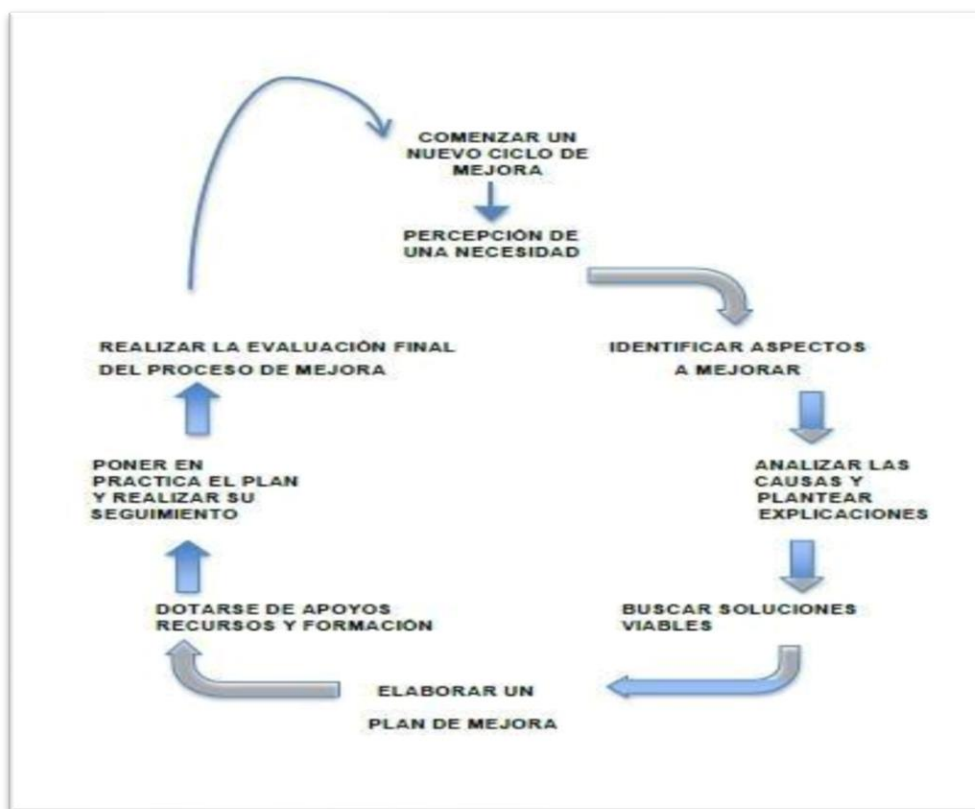 COMENZAR UN
NUEVO CICLO DE
MEJORA
PERCEPCIÓN DE
UNA NECESIDAD
IDENTIFICAR ASPECTOS
A MEJORAR
ANALIZAR LAS
CAUSAS Y
PLANTEAR
EXPLICACIONES
BUSCAR SOLUCIONES
VIABLES
ELABORAR UN
PLAN DE MEJORA
DOTARSE DE APOYOS
RECURSOS Y FORMACIÓN
PONER EN
PRACTICA EL PLAN
Y REALIZAR SU
SEGUIMIENTO
REALIZAR LA EVALUACIÓN FINAL
DEL PROCESO DE MEJORA